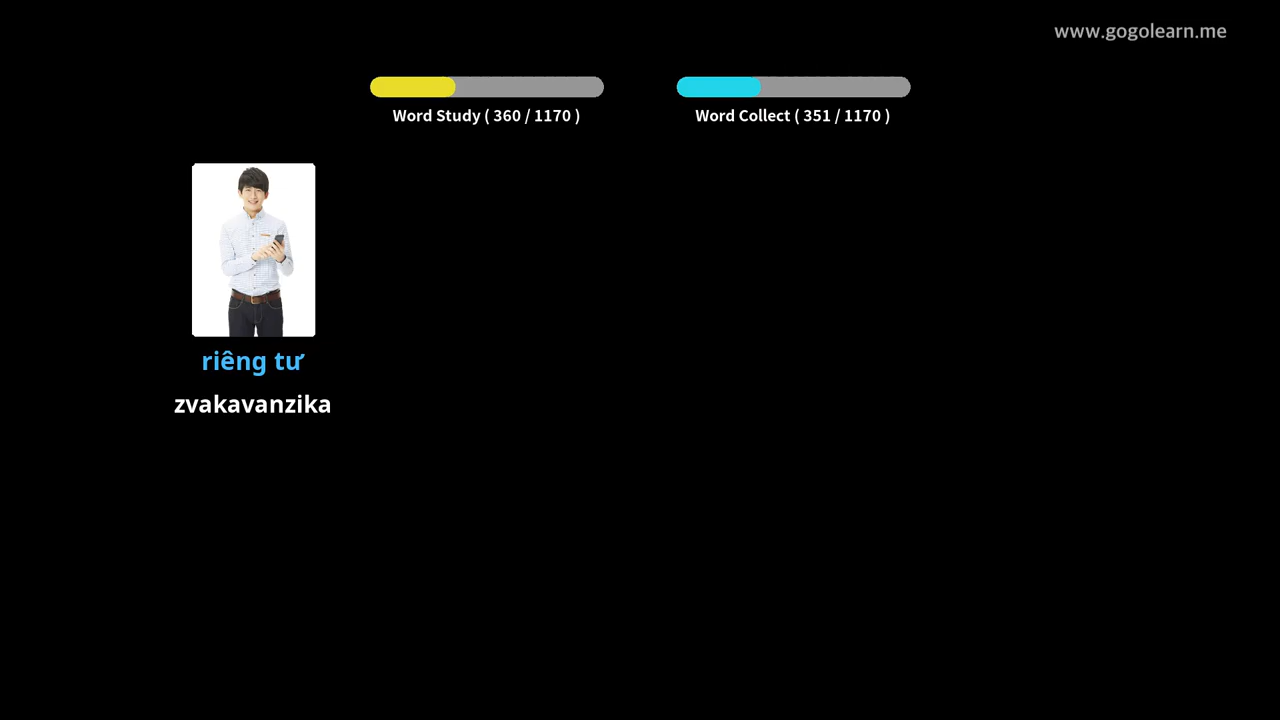 www.gogolearn.me
Word Study ( 360 / 1170 )
Word Collect ( 351 / 1170 )
riêng tư
zvakavanzika